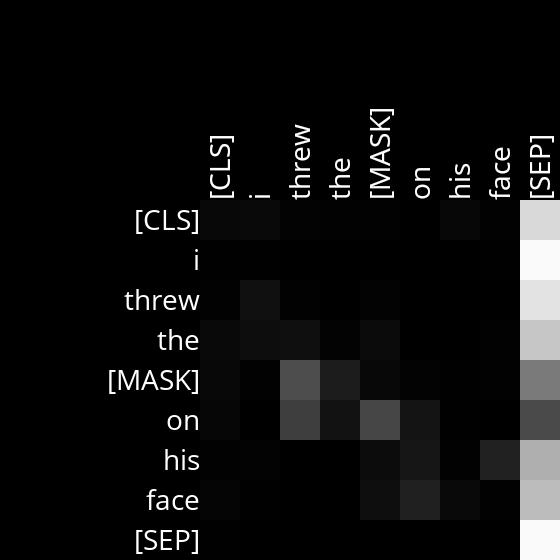 [CLS] i threw the [MASK] on his face [SEP]
[CLS]
i
threw
the
[MASK]
on
his
face
[SEP]